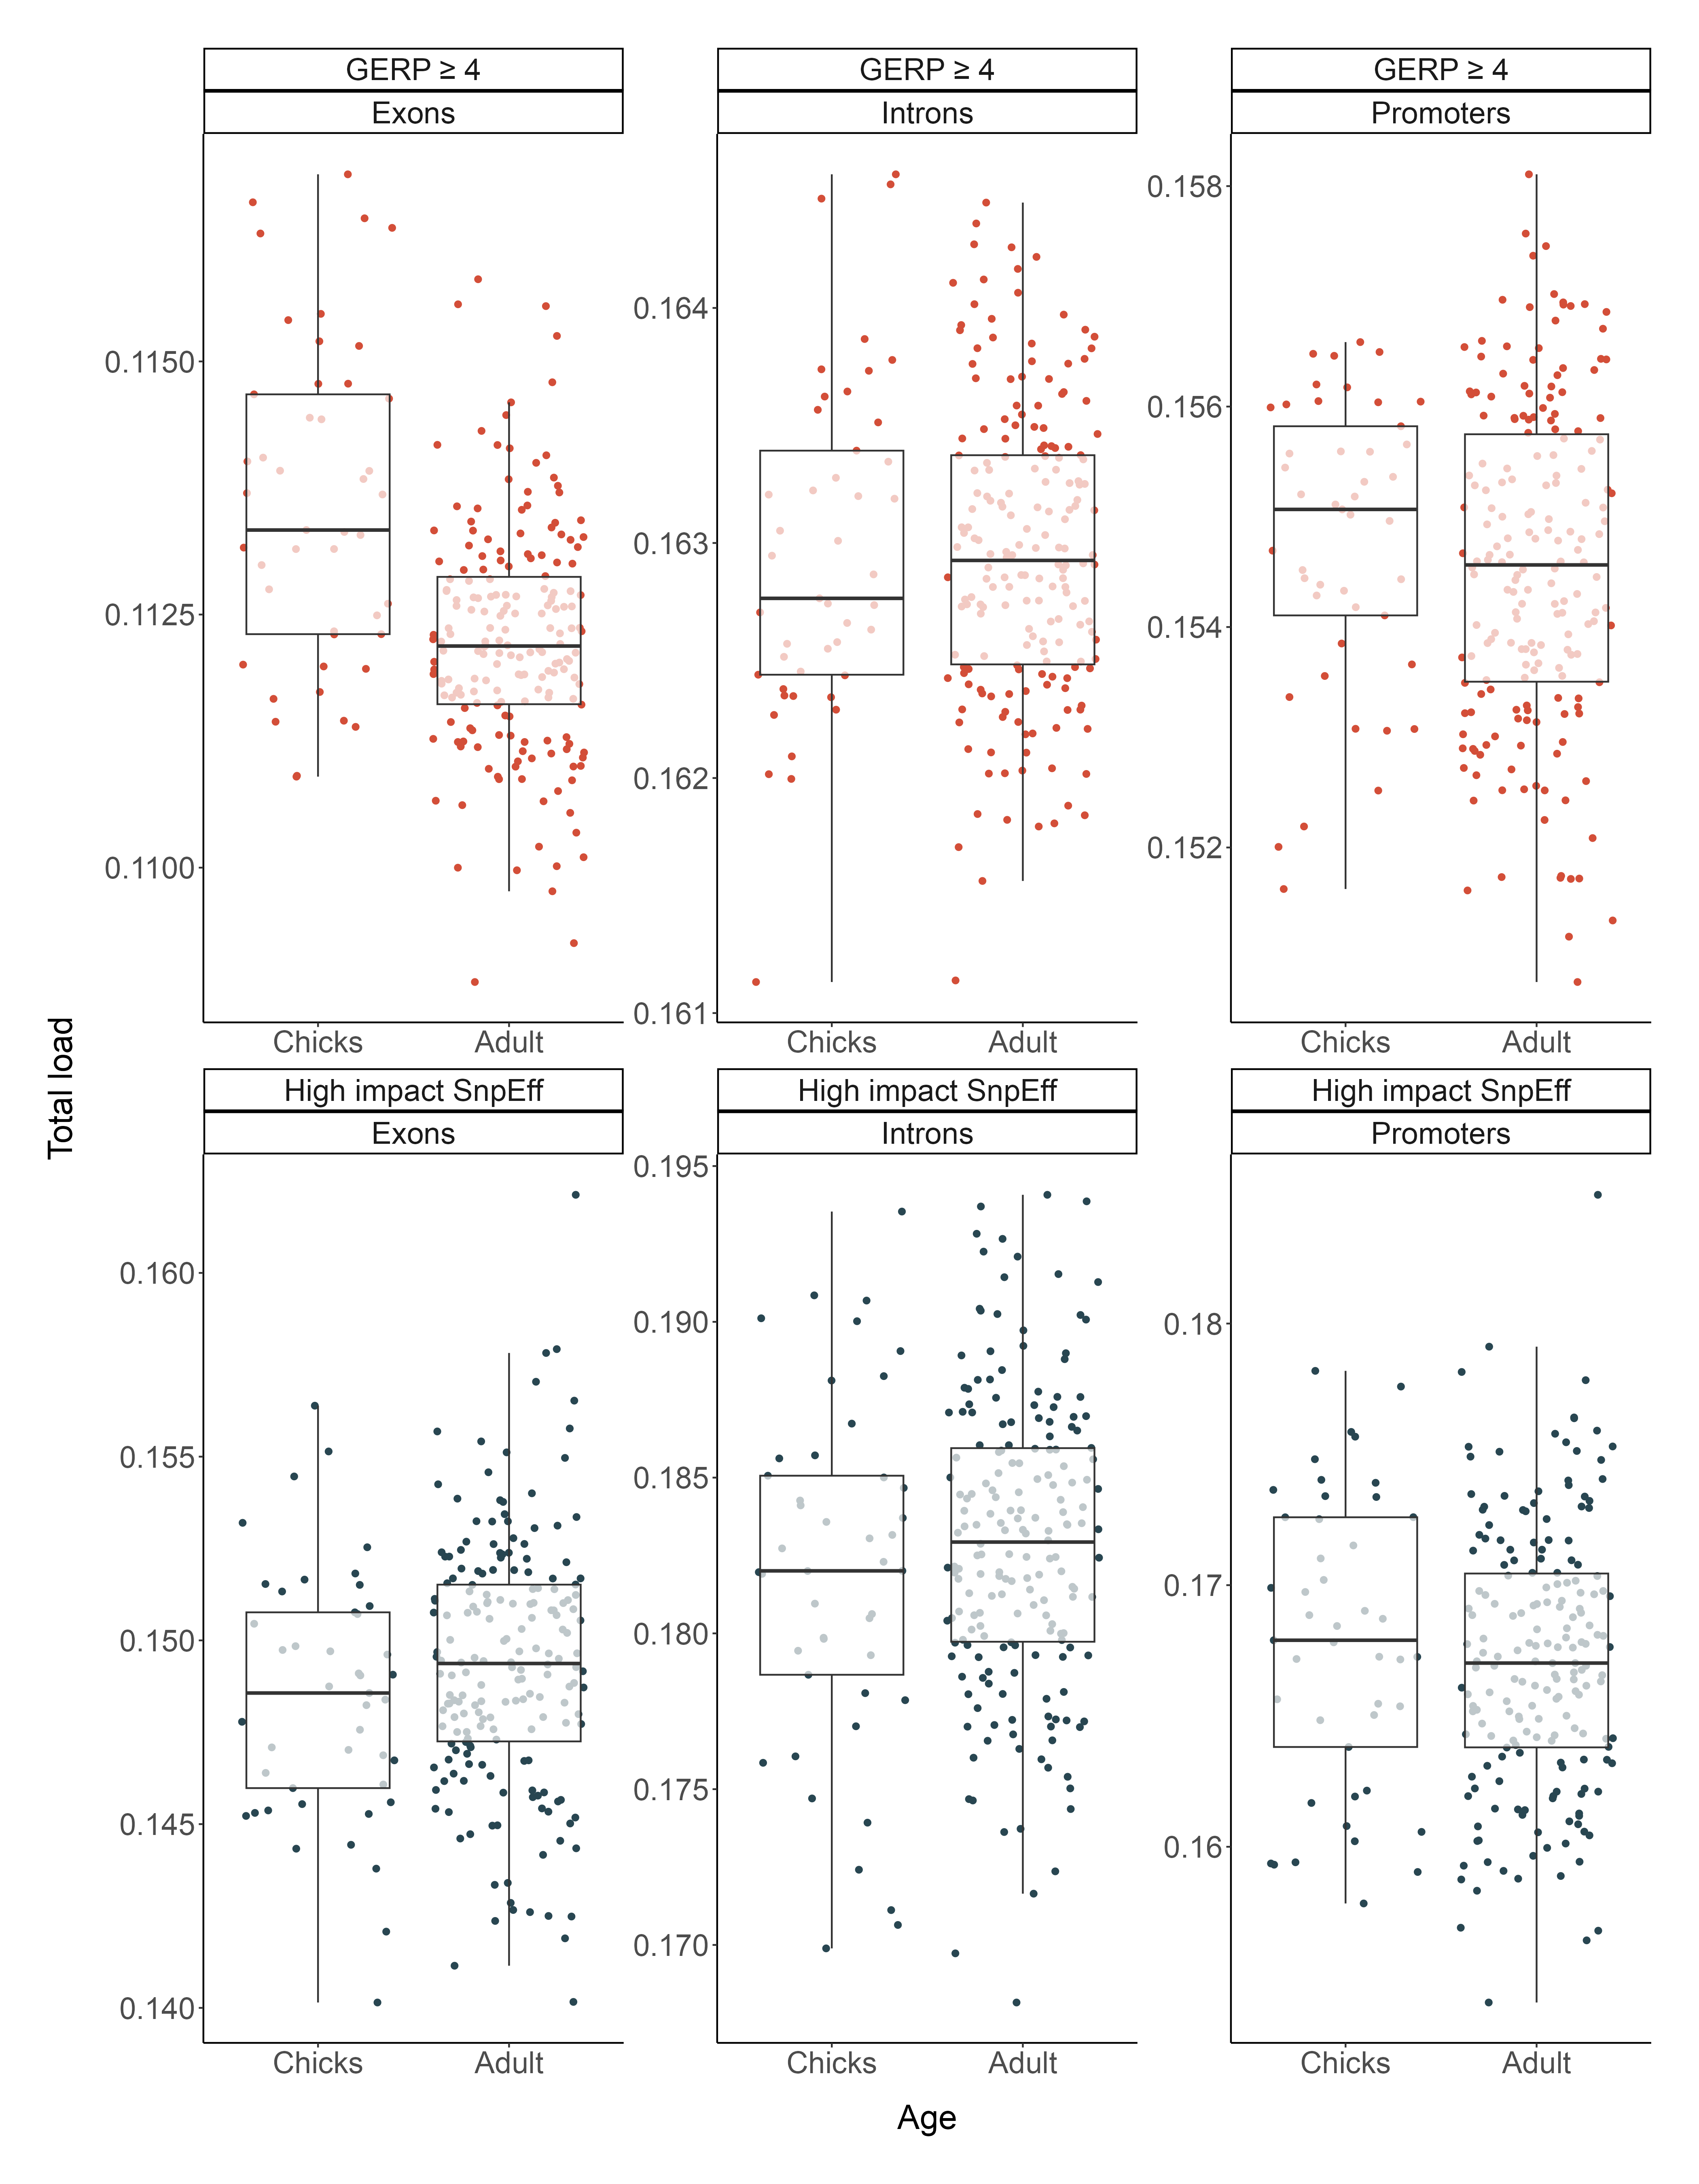 GERP ≥ 4
GERP ≥ 4
GERP ≥ 4
Exons
Introns
Promoters
0.1150
0.1125
0.1100
0.164
0.163
0.162
0.161
0.158
0.156
0.154
0.152
Chicks
Adult
Chicks
Adult
Chicks
Adult
Total load
High impact SnpEff
High impact SnpEff
High impact SnpEff
Exons
Introns
Promoters
0.160
0.155
0.150
0.145
0.140
0.195
0.190
0.185
0.180
0.175
0.170
0.18
0.17
0.16
Chicks
Adult
Chicks
Adult
Chicks
Adult
Age